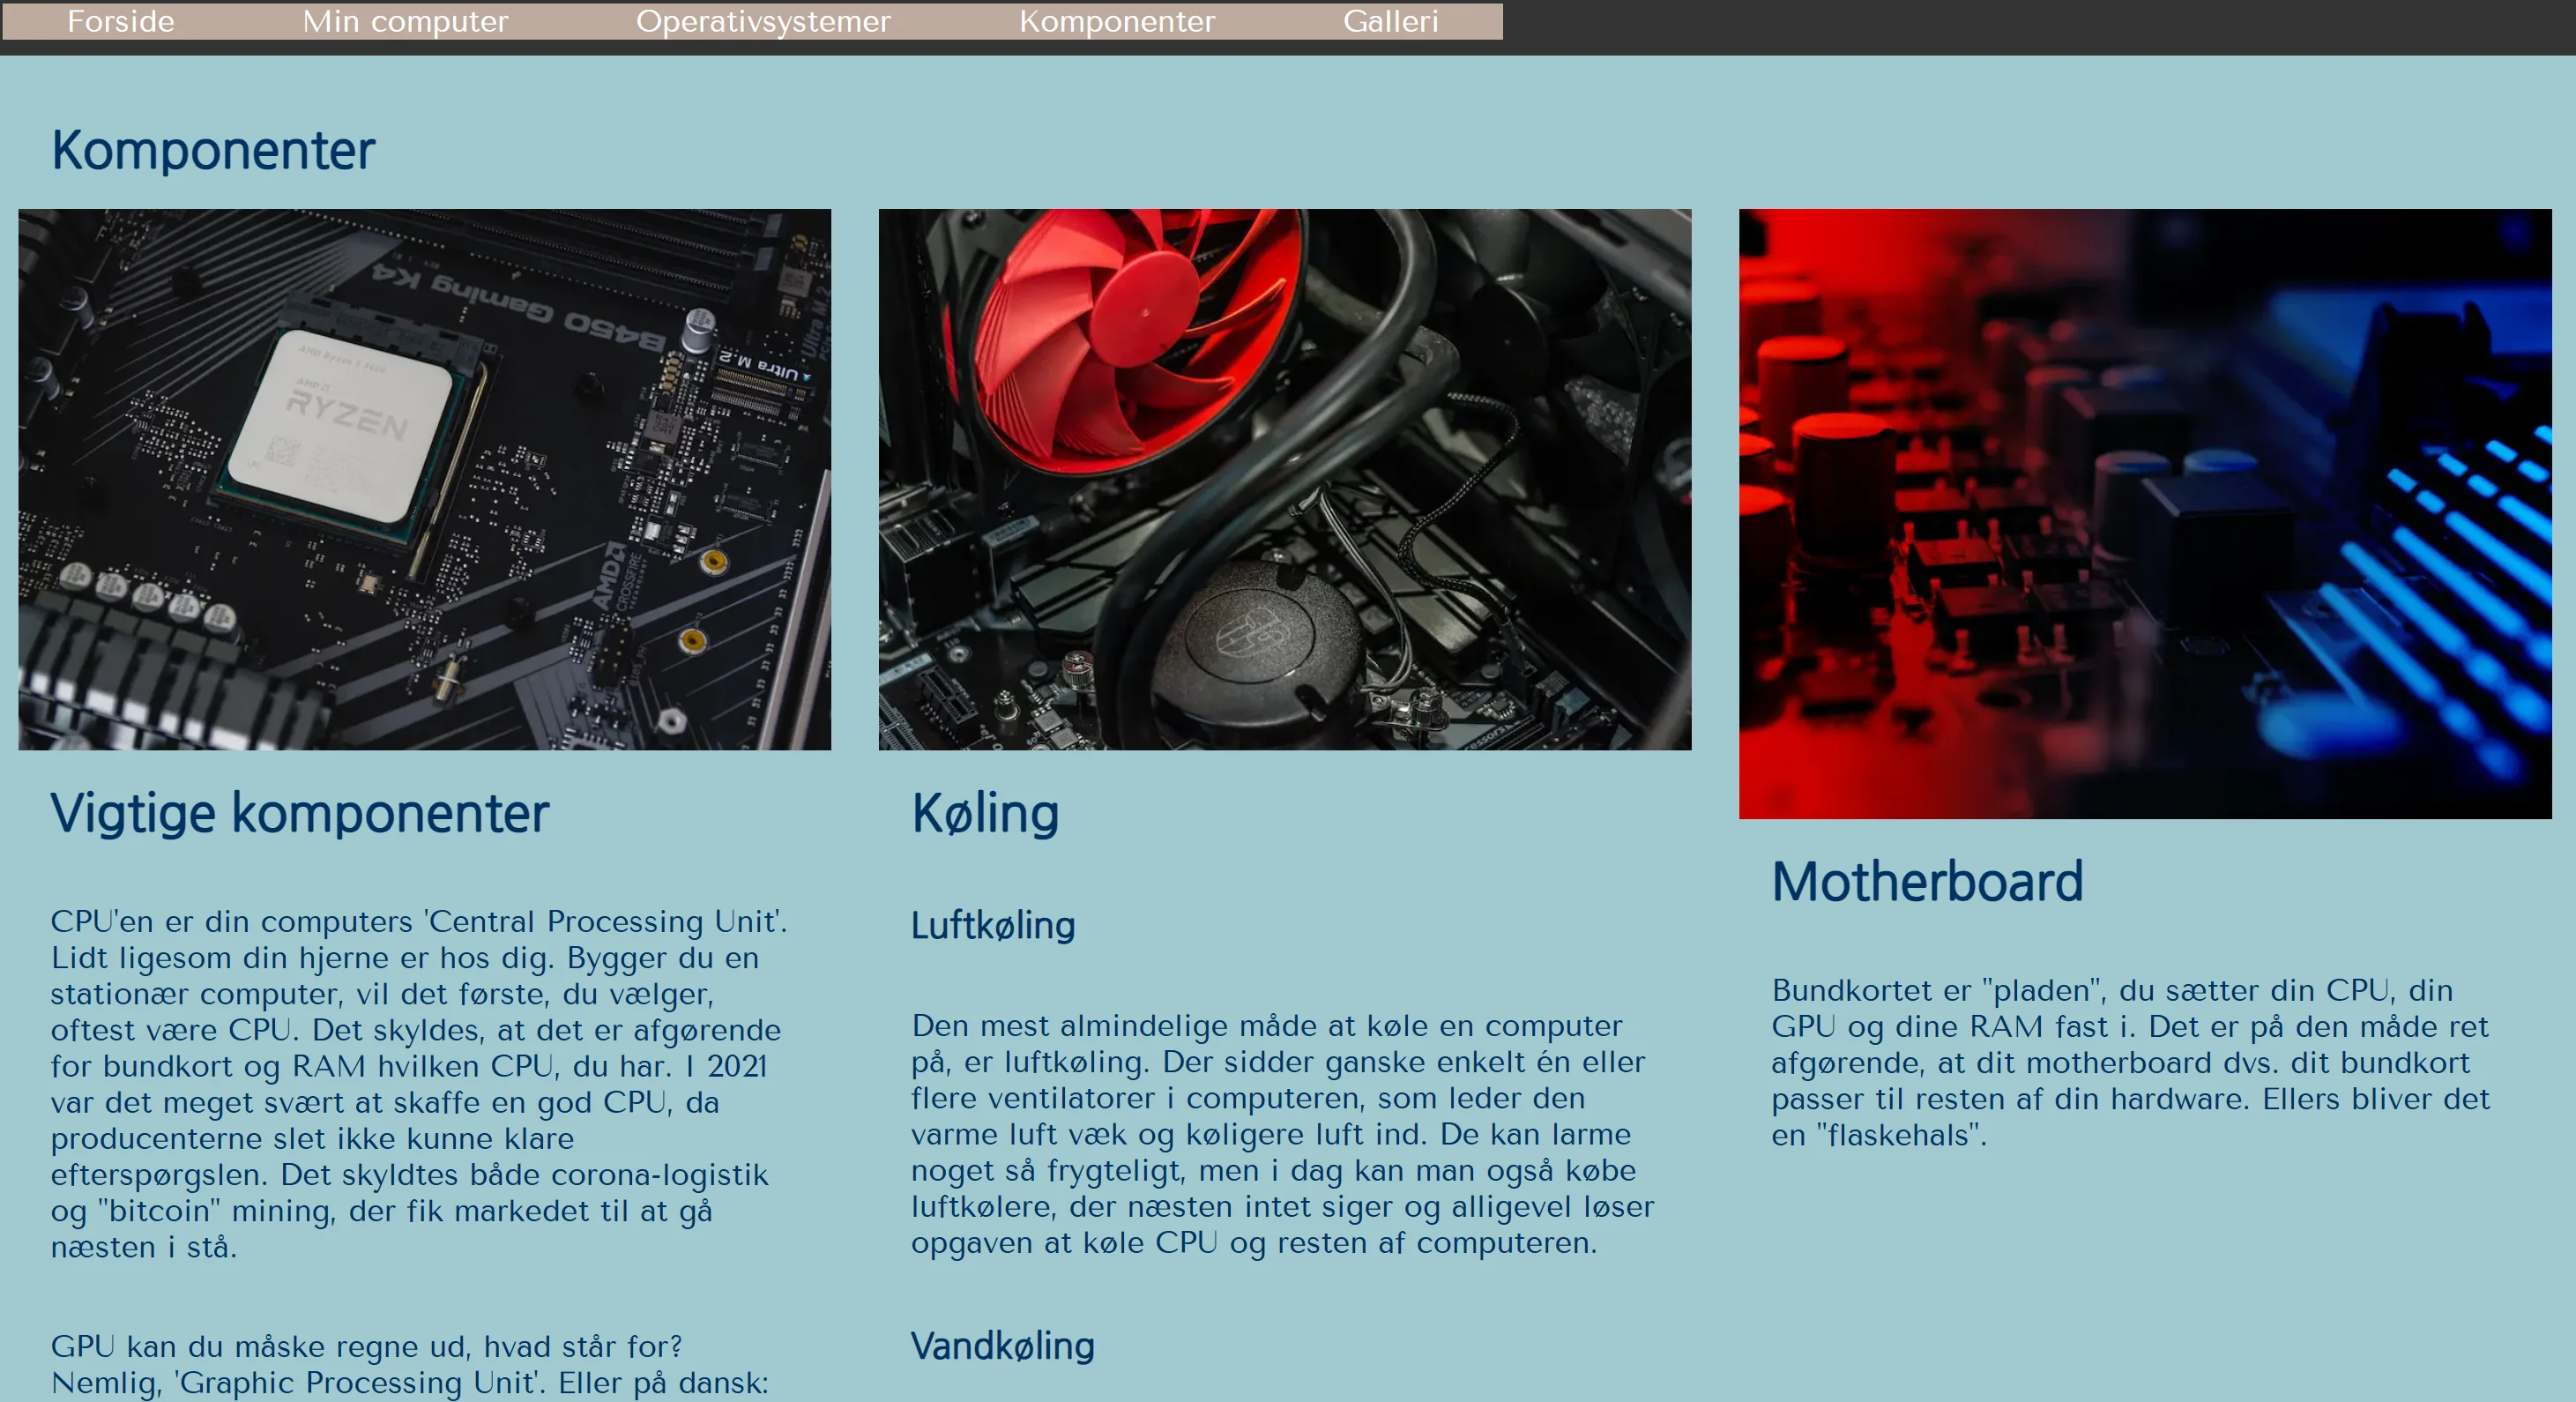 Forside Min computer Operativsystemer Komponenter Galleri
Komponenter
B450 Gaming K4
Ultra M.2
AMD
RYZEN
AMD
CROSSFIRE
Vigtige komponenter
CPU'en er din computers 'Central Processing Unit'.
Lidt ligesom din hjerne er hos dig. Bygger du en
stationær computer, vil det første, du vælger,
oftest være CPU. Det skyldes, at det er afgørende
for bundkort og RAM hvilken CPU, du har. I 2021
var det meget svært at skaffe en god CPU, da
producenterne slet ikke kunne klare
efterspørgslen. Det skyldtes både corona-logistik
og "bitcoin" mining, der fik markedet til at gå
næsten i stå.
GPU kan du måske regne ud, hvad står for?
Nemlig, 'Graphic Processing Unit'. Eller på dansk:
Køling
Luftkøling
Den mest almindelige måde at køle en computer
på, er luftkøling. Der sidder ganske enkelt én eller
flere ventilatorer i computeren, som leder den
varme luft væk og køligere luft ind. De kan larme
noget så frygteligt, men i dag kan man også købe
luftkølere, der næsten intet siger og alligevel løser
opgaven at køle CPU og resten af computeren.
Vandkøling
Motherboard
Bundkortet er "pladen", du sætter din CPU, din
GPU og dine RAM fast i. Det er på den måde ret
afgørende, at dit motherboard dvs. dit bundkort
passer til resten af din hardware. Ellers bliver det
en "flaskehals".